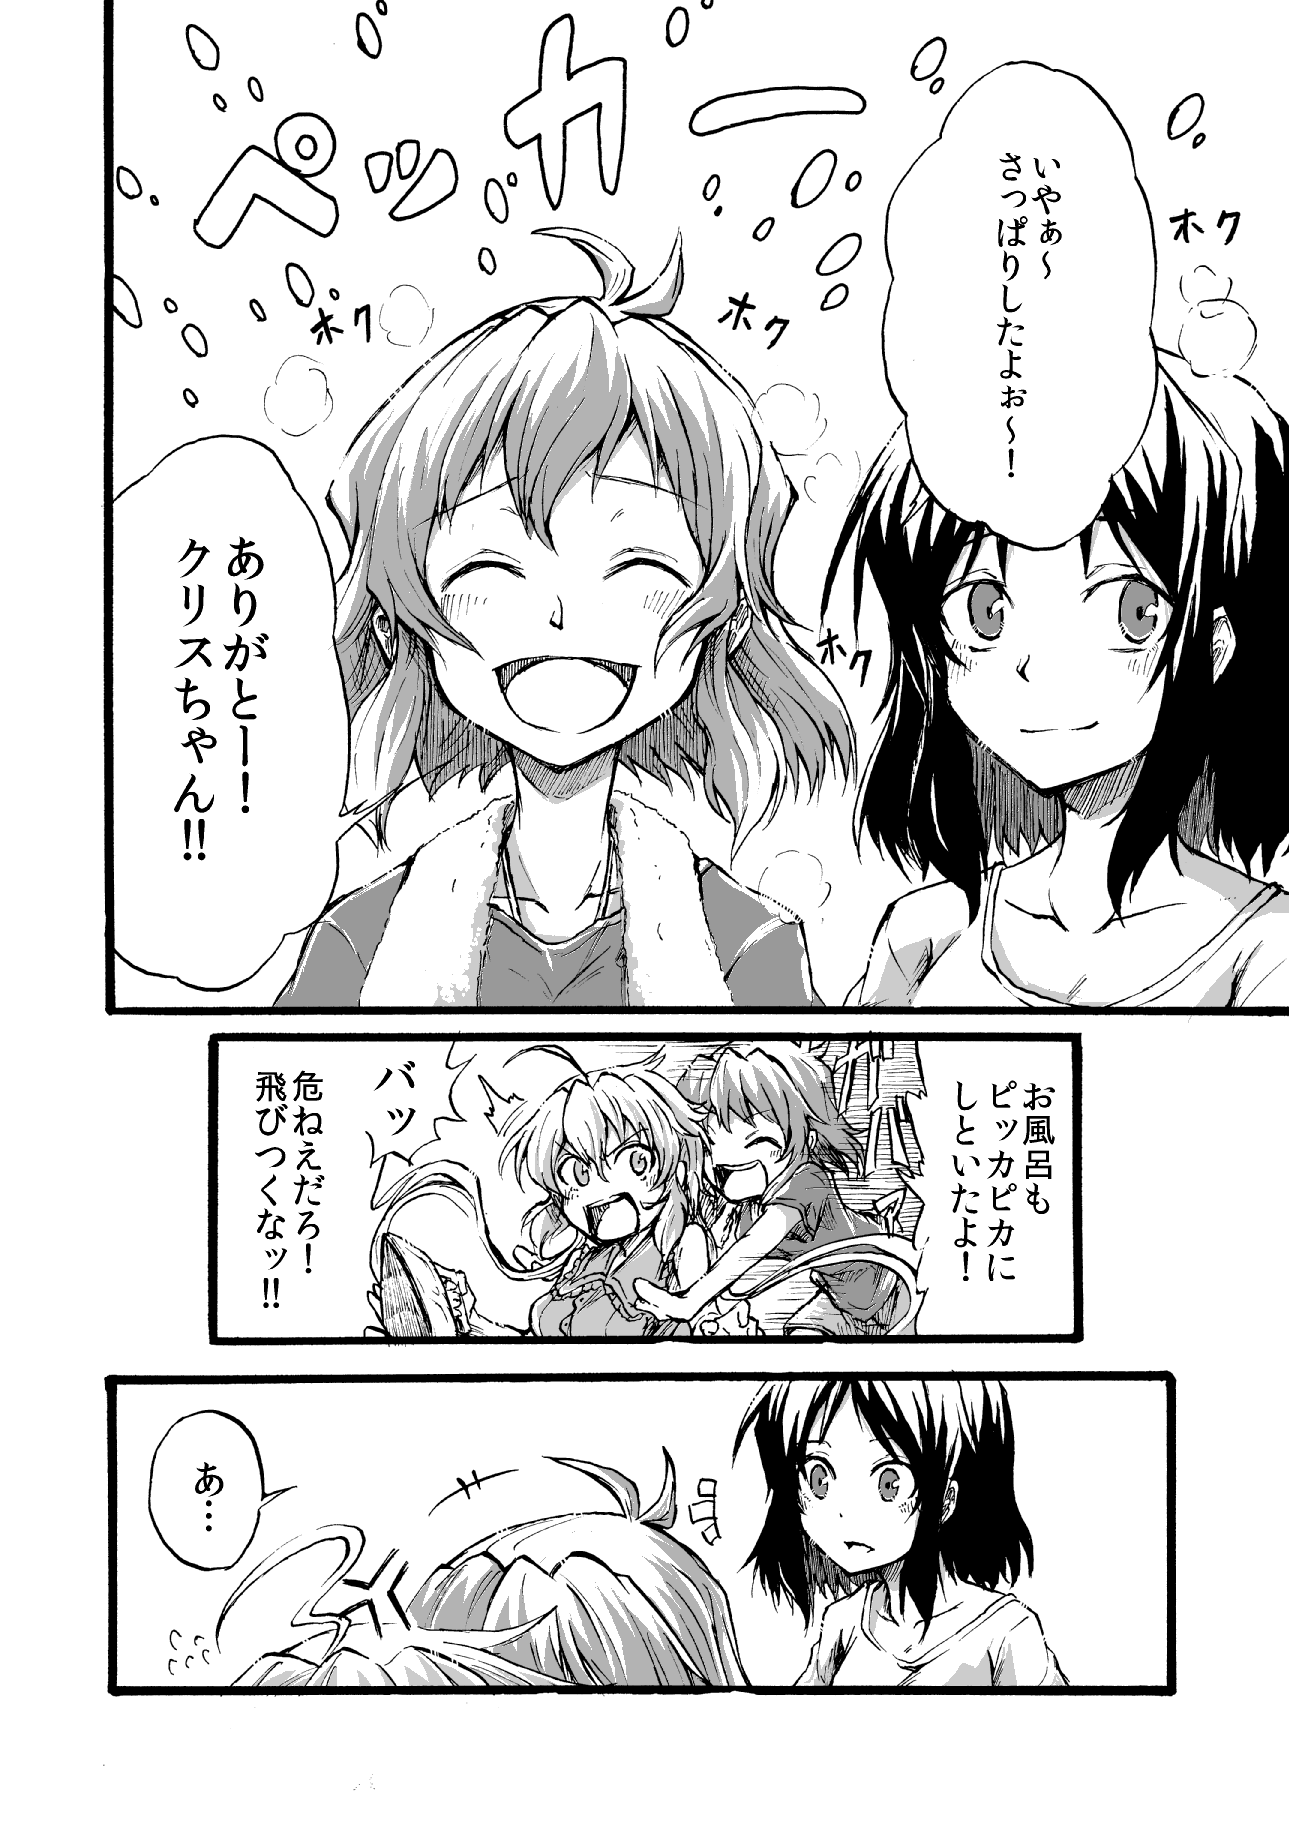 ペッカー
いやぁ〜
さっぱりしたよぉ〜！
ホク
ホク
ホク
ホク
ありがとー！
クリスちゃん!!
お風呂も
ピッカピカに
しといたよ！
バッ
危ねえだろ！
飛びつくなッ!!
あ…